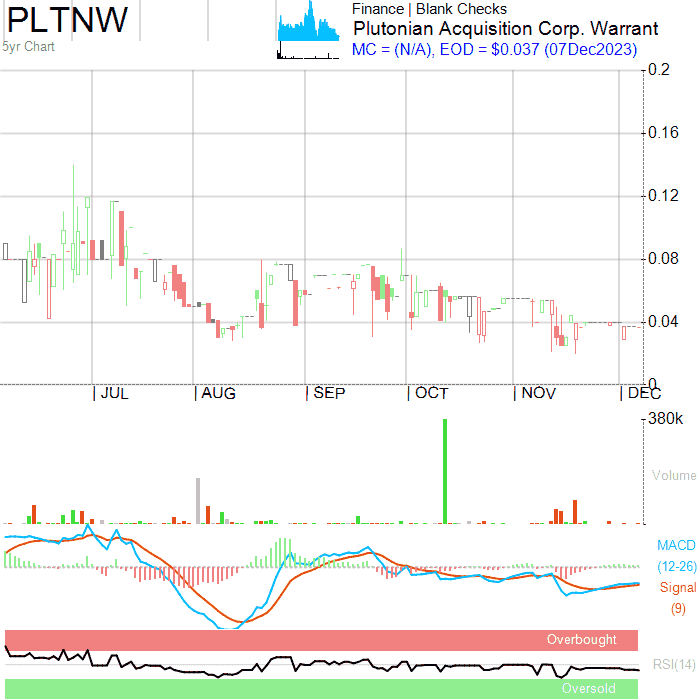 PLTNW
5yr Chart
Finance | Blank Checks
Plutonian Acquisition Corp. Warrant
MC = (N/A), EOD = $0.037 (07Dec2023)
0.2
0.16
0.12
0.08
0.04
0
JUL AUG SEP OCT NOV DEC
380k
Volume
MACD
(12-26)
Signal
(9)
Overbought
RSI(14)
Oversold